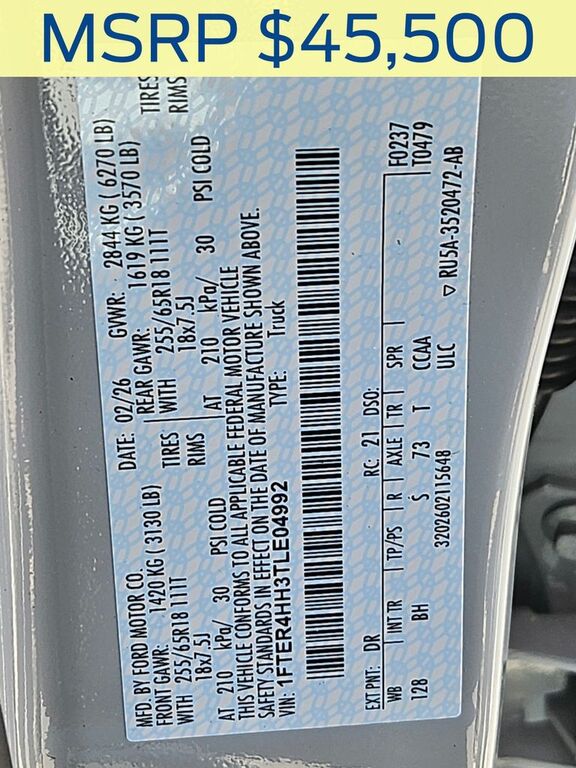 MSRP $45,500
MFD. BY FORD MOTOR CO.
DATE: 02/26
GVWR: 2844 KG ( 6270 LB)
FRONT GAWR: 1420 KG ( 3130 LB)
REAR GAWR: 1619 KG ( 3570 LB)
WITH 255/65R18 111T TIRES
WITH 255/65R18 111T TIRES
18x7.5J RIMS
18x7.5J RIMS
AT 210 kPa/ 30 PSI COLD
AT 210 kPa/ 30 PSI COLD
THIS VEHICLE CONFORMS TO ALL APPLICABLE FEDERAL MOTOR VEHICLE
SAFETY STANDARDS IN EFFECT ON THE DATE OF MANUFACTURE SHOWN ABOVE.
VIN: 1FTER4HH3TLE04992
TYPE: Truck
EXT PNT: DR RC: 21 DSO: F0237
WB INT TR TP/PS R AXLE TR SPR T0479
128 BH S 73 T CCAA
3202602115648 ULC
▽ RU5A-3520472-AB